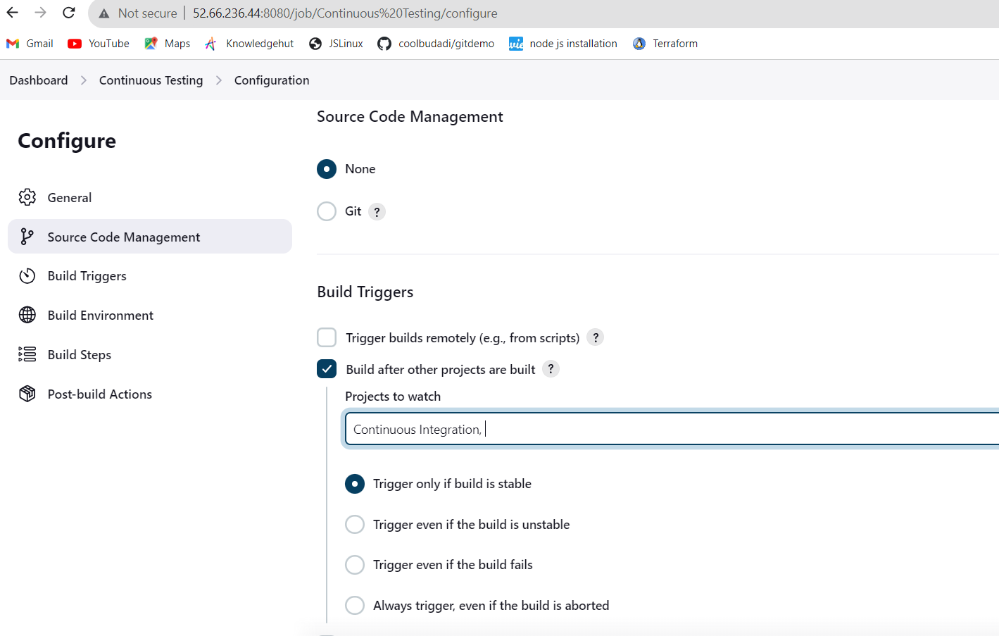 Not secure | 52.66.236.44:8080/job/Continuous%20Testing/configure
Gmail YouTube Maps Knowledgehut JSLinux coolbudadi/gitdemo node js installation Terraform
Dashboard Continuous Testing Configuration
Configure
General
Source Code Management
Build Triggers
Build Environment
Build Steps
Post-build Actions
Source Code Management
None
Git ?
Build Triggers
Trigger builds remotely (e.g., from scripts) ?
Build after other projects are built ?
Projects to watch
Continuous Integration,
Trigger only if build is stable
Trigger even if the build is unstable
Trigger even if the build fails
Always trigger, even if the build is aborted